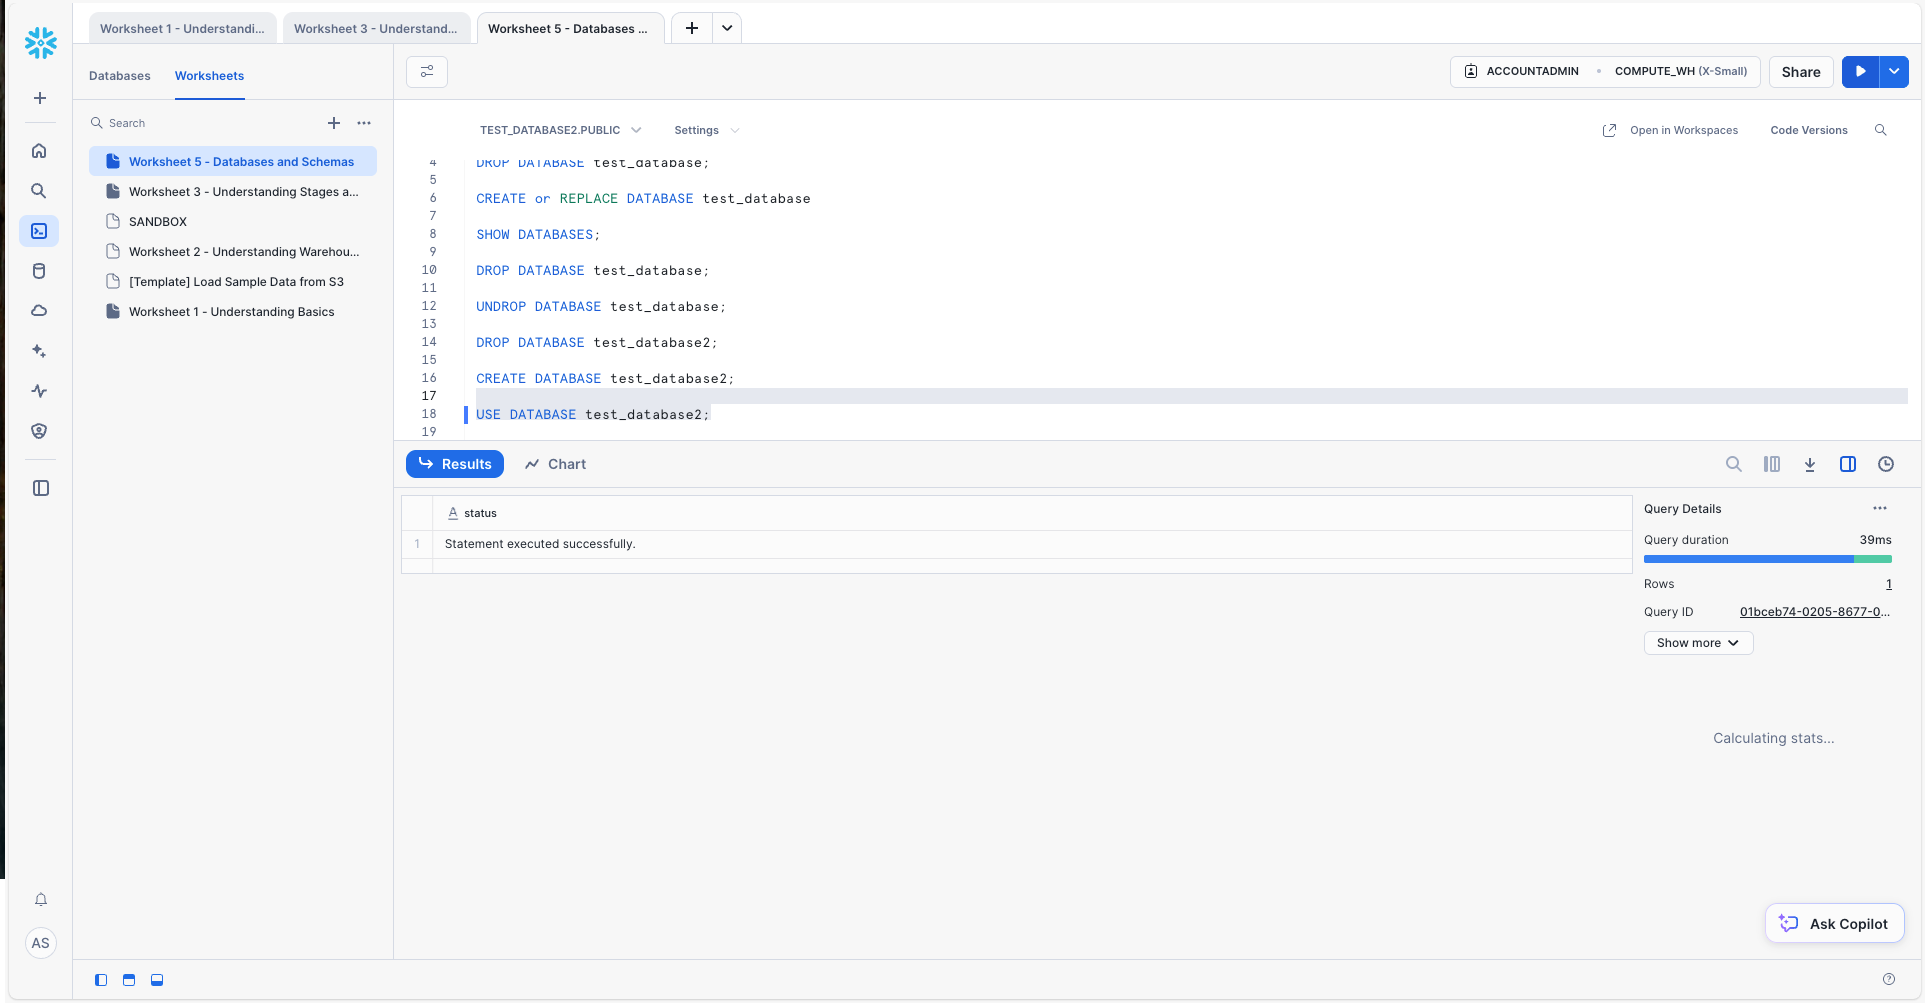 Worksheet 1 - Understandi...
Worksheet 3 - Understand...
Worksheet 5 - Databases ...
Databases
Worksheets
ACCOUNTADMIN
COMPUTE_WH (X-Small)
Share
Search
Worksheet 5 - Databases and Schemas
Worksheet 3 - Understanding Stages a...
SANDBOX
Worksheet 2 - Understanding Warehou...
[Template] Load Sample Data from S3
Worksheet 1 - Understanding Basics
TEST_DATABASE2.PUBLIC
Settings
Open in Workspaces
Code Versions
4 DROP DATABASE test_database;
5
6 CREATE or REPLACE DATABASE test_database
7
8 SHOW DATABASES;
9
10 DROP DATABASE test_database;
11
12 UNDROP DATABASE test_database;
13
14 DROP DATABASE test_database2;
15
16 CREATE DATABASE test_database2;
17
18 USE DATABASE test_database2;
19
Results
Chart
A status
1 Statement executed successfully.
Query Details
Query duration 39ms
Rows 1
Query ID 01bceb74-0205-8677-0...
Show more
Calculating stats...
Ask Copilot
AS